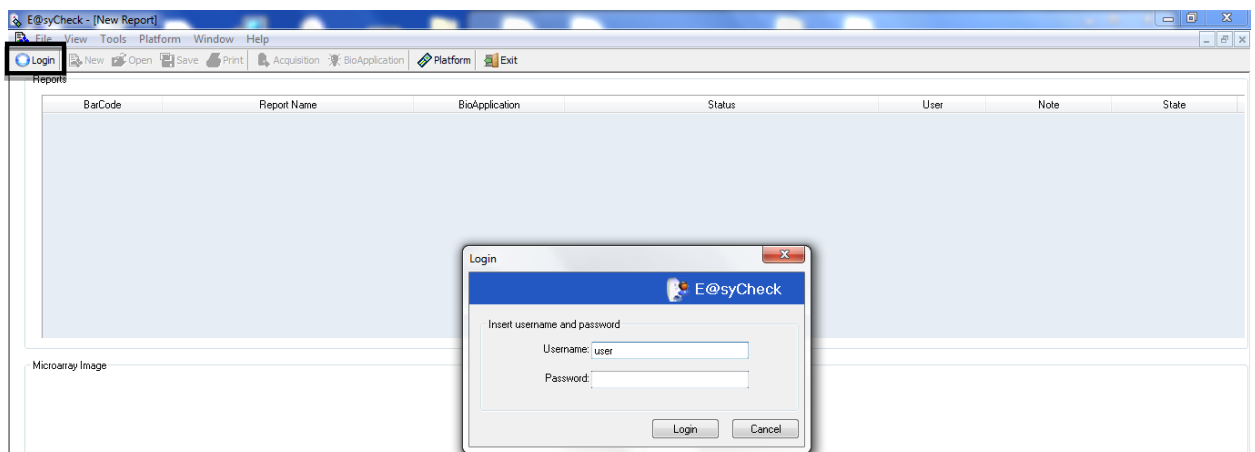 E@syCheck - [New Report]
File View Tools Platform Window Help
Login New Open Save Print Acquisition BioApplication Platform Exit
Reports
BarCode Report Name BioApplication Status User Note State
Login
E@syCheck
Insert username and password
Username: user
Password:
Login Cancel
Microarray Image